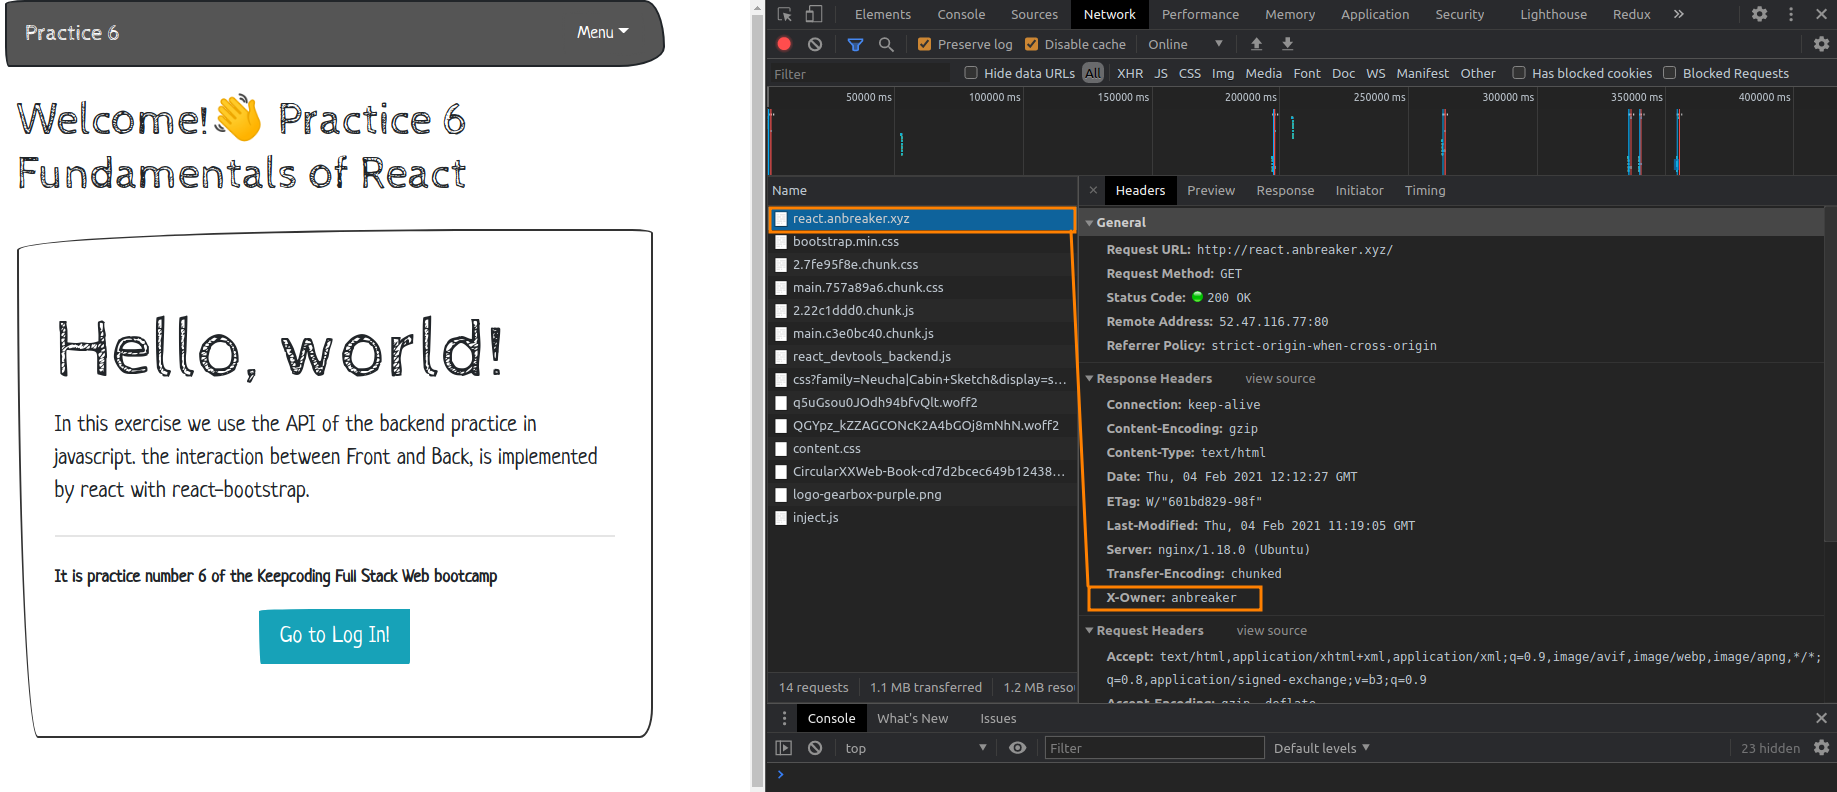 Practice 6
Menu
Welcome!👋 Practice 6
Fundamentals of React
Hello, world!
In this exercise we use the API of the backend practice in
javascript. the interaction between Front and Back, is implemented
by react with react-bootstrap.
It is practice number 6 of the Keepcoding Full Stack Web bootcamp
Go to Log In!
Elements Console Sources Network Performance Memory Application Security Lighthouse Redux »
Preserve log Disable cache Online
Filter Hide data URLs All XHR JS CSS Img Media Font Doc WS Manifest Other Has blocked cookies Blocked Requests
50000 ms 100000 ms 150000 ms 200000 ms 250000 ms 300000 ms 350000 ms 400000 ms
Name
react.anbreaker.xyz
bootstrap.min.css
2.7fe95f8e.chunk.css
main.757a89a6.chunk.css
2.22c1ddd0.chunk.js
main.c3e0bc40.chunk.js
react_devtools_backend.js
css?family=Neucha|Cabin+Sketch&display=s...
q5uGsou0JOdh94bfvQlt.woff2
QGYpz_kZZAGCONcK2A4bGOj8mNhN.woff2
content.css
CircularXXWeb-Book-cd7d2bcec649b12438...
logo-gearbox-purple.png
inject.js
14 requests 1.1 MB transferred 1.2 MB resou
Headers Preview Response Initiator Timing
General
Request URL: http://react.anbreaker.xyz/
Request Method: GET
Status Code: 200 OK
Remote Address: 52.47.116.77:80
Referrer Policy: strict-origin-when-cross-origin
Response Headers view source
Connection: keep-alive
Content-Encoding: gzip
Content-Type: text/html
Date: Thu, 04 Feb 2021 12:12:27 GMT
ETag: W/"601bd829-98f"
Last-Modified: Thu, 04 Feb 2021 11:19:05 GMT
Server: nginx/1.18.0 (Ubuntu)
Transfer-Encoding: chunked
X-Owner: anbreaker
Request Headers view source
Accept: text/html,application/xhtml+xml,application/xml;q=0.9,image/avif,image/webp,image/apng,*/*;
q=0.8,application/signed-exchange;v=b3;q=0.9
Accept-Encoding: gzip, deflate
Console What's New Issues
top Filter Default levels 23 hidden